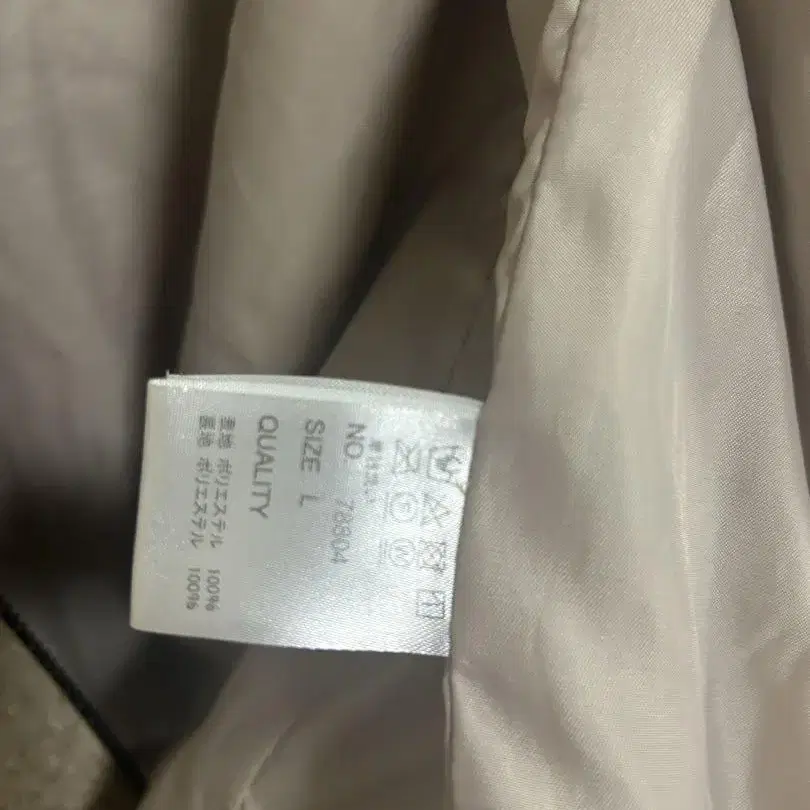 NO. 78804
SIZE L
QUALITY
表地 ポリエステル 100%
裏地 ポリエステル 100%